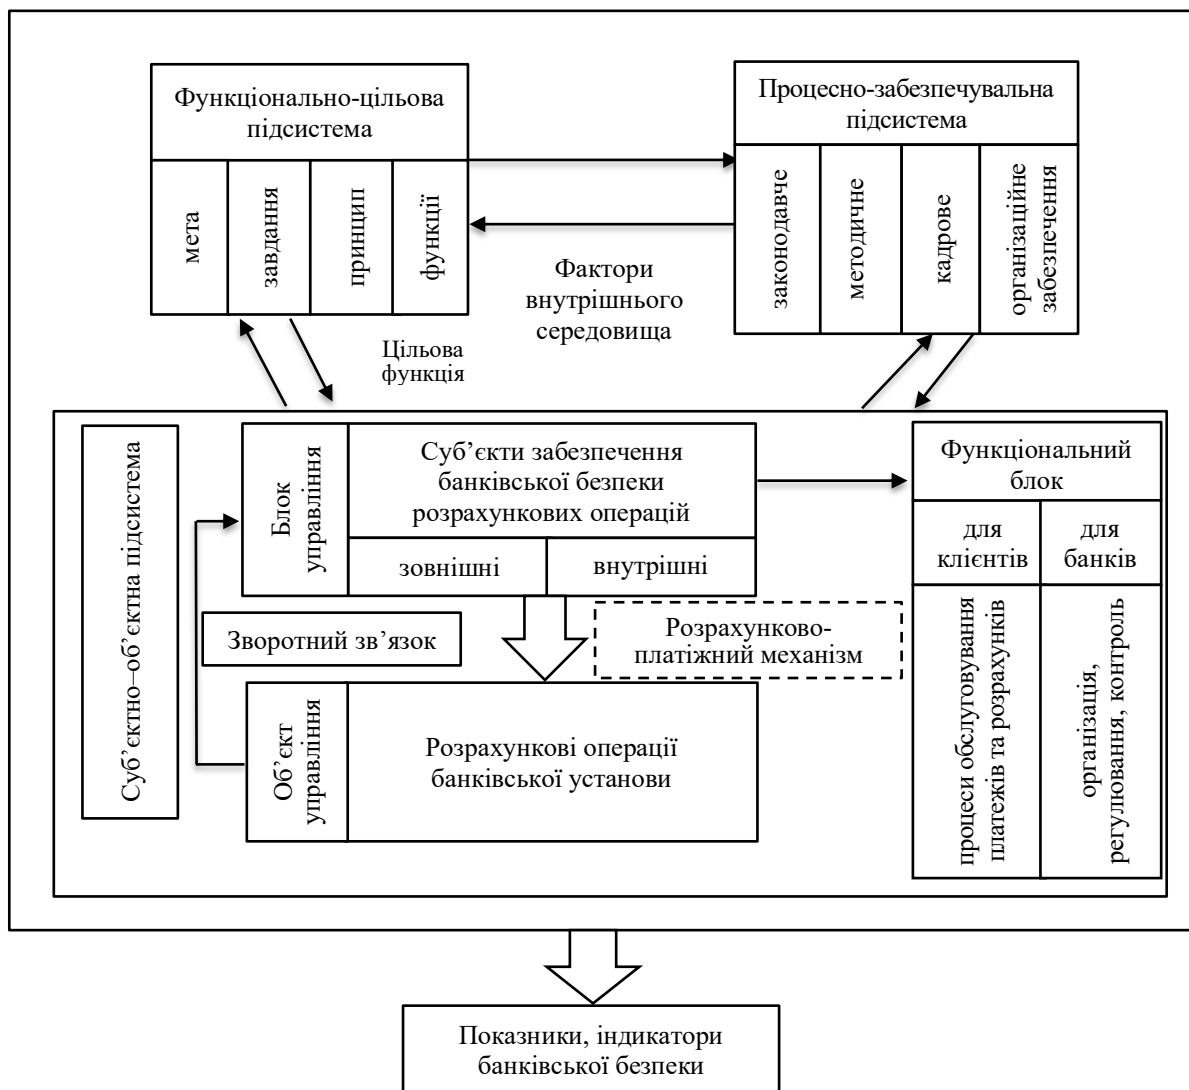 Функціонально-цільова
підсистема
мета
завдання
принцип
функції
Процесно-забезпечувальна
підсистема
законодавче
методичне
кадрове
організаційне
забезпечення
Фактори
внутрішнього
середовища
Цільова
функція
Суб’єктно–об’єктна підсистема
Блок
управління
Суб’єкти забезпечення
банківської безпеки
розрахункових операцій
зовнішні
внутрішні
Зворотний зв’язок
Розрахунково-
платіжний механізм
Об’єкт
управління
Розрахункові операції
банківської установи
Функціональний
блок
для
клієнтів
для
банків
процеси обслуговування
платежів та розрахунків
організація,
регулювання, контроль
Показники, індикатори
банківської безпеки